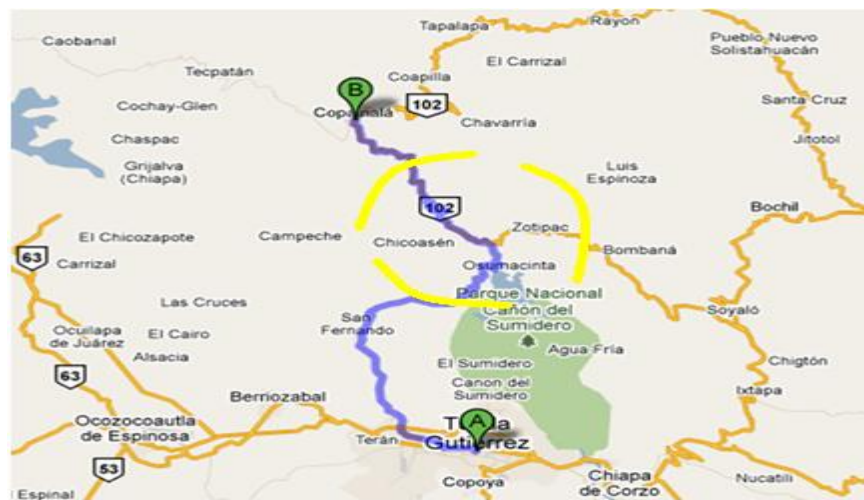 Tapalapa
Rayon
Caobanal
Pueblo Nuevo
Solistahuacán
El Carrizal
Tecpatán
Coapilla
B
Santa Cruz
Cochay-Glen
Copainalá
102
Chavarría
Chaspac
Jitotol
Grijalva
(Chiapa)
Luis
Espinoza
Bochil
102
Zotipac
Campeche
El Chicozapote
Chicoasén
63
Bombaná
Carrizal
Osumacinta
Parque Nacional
Cañon del
Sumidero
Las Cruces
San
Fernando
Soyaló
Ocuilapa
de Juárez
El Cairo
Agua Fría
Alsacia
El Sumidero
Chigtón
63
Cañon del
Sumidero
Ixtapa
Berriozabal
A
Ocozocoautla
de Espinosa
Terán
Gutiérrez
53
Chiapa
de Corzo
Nucatili
Copoya
Espinal